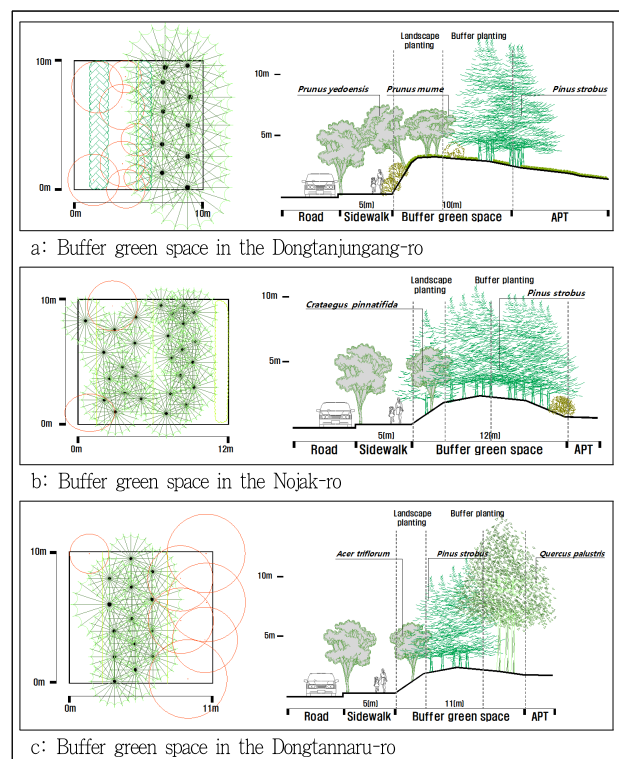 10m
0m
0m 10m
Landscape planting
Buffer planting
10m
5m
Prunus yedoensis
Prunus mume
Pinus strobus
5(m) 10(m)
Road Sidewalk Buffer green space APT
a: Buffer green space in the Dongtanjungang-ro
10m
0m
0m 12m
Landscape planting
Buffer planting
10m
5m
Crataegus pinnatifida
Pinus strobus
5(m) 12(m)
Road Sidewalk Buffer green space APT
b: Buffer green space in the Nojak-ro
10m
0m
0m 11m
Landscape planting
Buffer planting
10m
5m
Acer triflorum
Pinus strobus
Quercus palustris
5(m) 11(m)
Road Sidewalk Buffer green space APT
c: Buffer green space in the Dongtannaru-ro